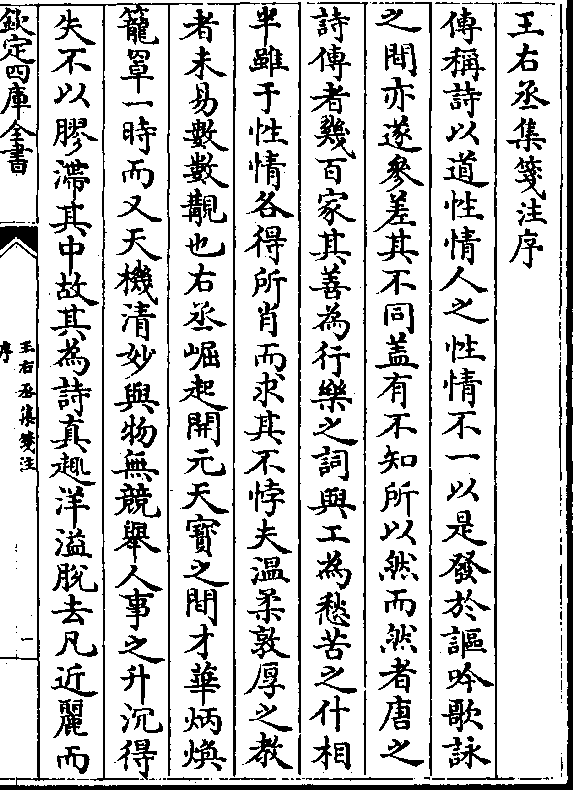 王右丞集箋注序
傳稱詩以道性情人之性情不一以是發於謳吟歌詠
之間亦遂參差其不同蓋有不知所以然而然者唐之
詩傳者幾百家其善為行樂之詞與工為愁苦之什相
半雖于性情各得所肖而求其不悖夫溫柔敦厚之教
者未易數數覯也右丞崛起開元天寶之間才華炳煥
籠罩一時而又天機清妙與物無競舉人事之升沉得
失不以膠滯其中故其為詩真趣洋溢脫去凡近麗而
欽定四庫全書
王右丞集箋注
序
一